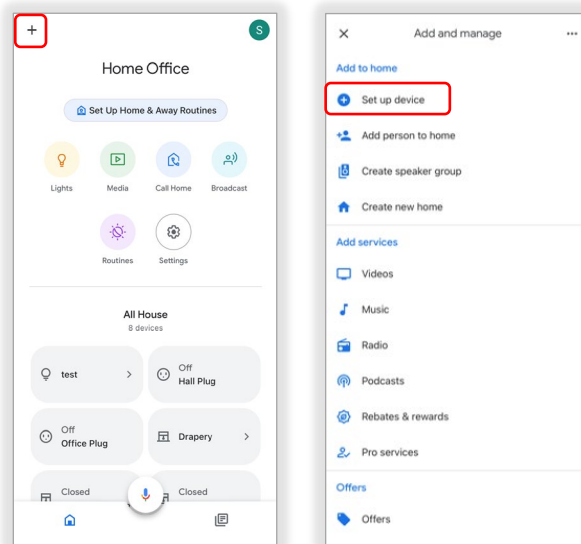 S
Home Office
Set Up Home & Away Routines
Lights Media Call Home Broadcast
Routines Settings
All House
8 devices
test
Off
Hall Plug
Off
Office Plug
Drapery
Closed
Closed
Add and manage
Add to home
Set up device
Add person to home
Create speaker group
Create new home
Add services
Videos
Music
Radio
Podcasts
Rebates & rewards
Pro services
Offers
Offers